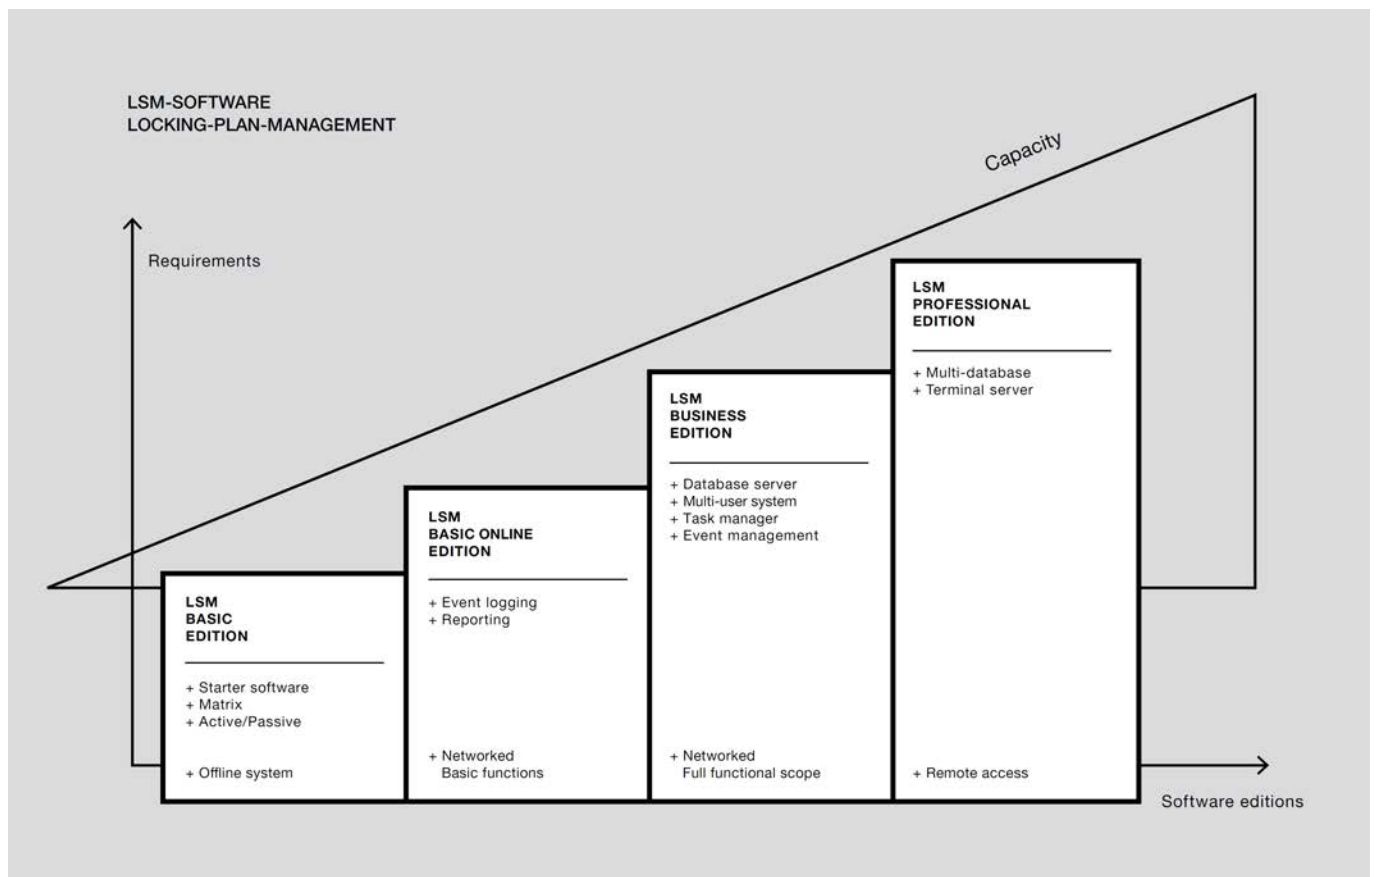 LSM-SOFTWARE
LOCKING-PLAN-MANAGEMENT
Capacity
Requirements
LSM
BASIC
EDITION
+ Starter software
+ Matrix
+ Active/Passive
+ Offline system
LSM
BASIC ONLINE
EDITION
+ Event logging
+ Reporting
+ Networked
Basic functions
LSM
BUSINESS
EDITION
+ Database server
+ Multi-user system
+ Task manager
+ Event management
+ Networked
Full functional scope
LSM
PROFESSIONAL
EDITION
+ Multi-database
+ Terminal server
+ Remote access
Software editions